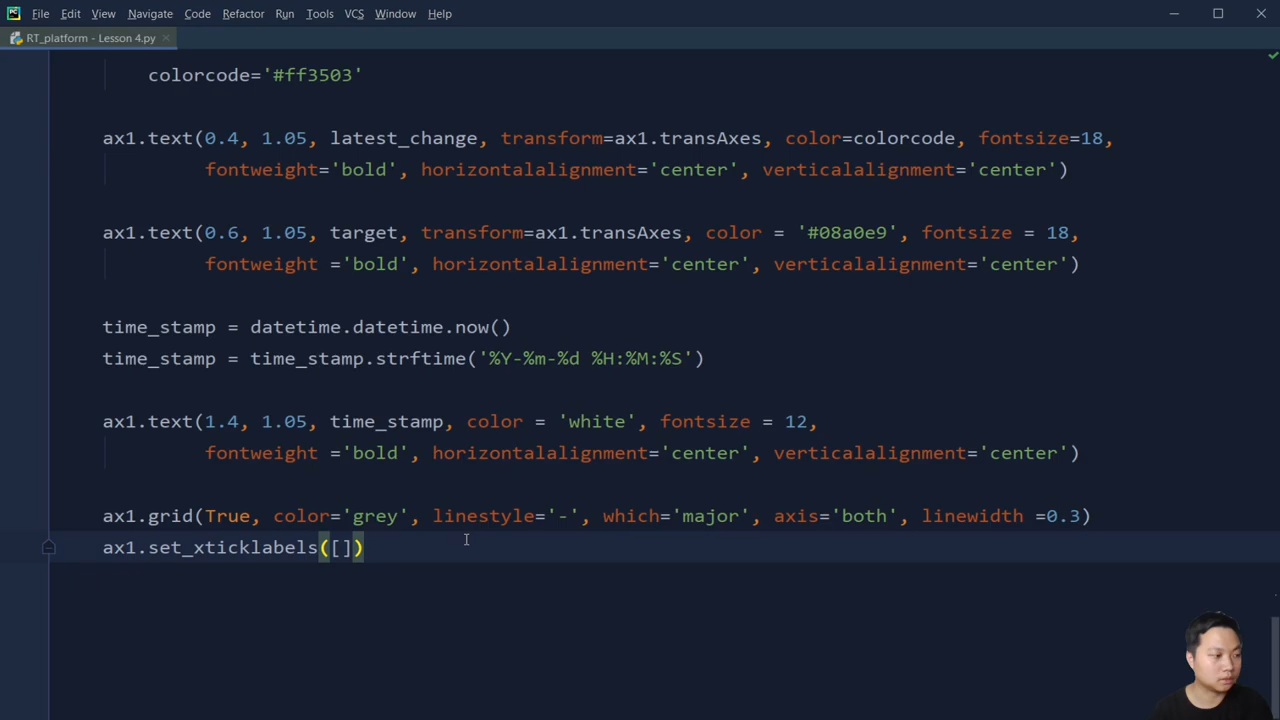 PC File Edit View Navigate Code Refactor Run Tools VCS Window Help
RT_platform - Lesson 4.py
colorcode='#ff3503'
ax1.text(0.4, 1.05, latest_change, transform=ax1.transAxes, color=colorcode, fontsize=18,
fontweight='bold', horizontalalignment='center', verticalalignment='center')
ax1.text(0.6, 1.05, target, transform=ax1.transAxes, color = '#08a0e9', fontsize = 18,
fontweight ='bold', horizontalalignment='center', verticalalignment='center')
time_stamp = datetime.datetime.now()
time_stamp = time_stamp.strftime('%Y-%m-%d %H:%M:%S')
ax1.text(1.4, 1.05, time_stamp, color = 'white', fontsize = 12,
fontweight ='bold', horizontalalignment='center', verticalalignment='center')
ax1.grid(True, color='grey', linestyle='-', which='major', axis='both', linewidth =0.3)
ax1.set_xticklabels([])